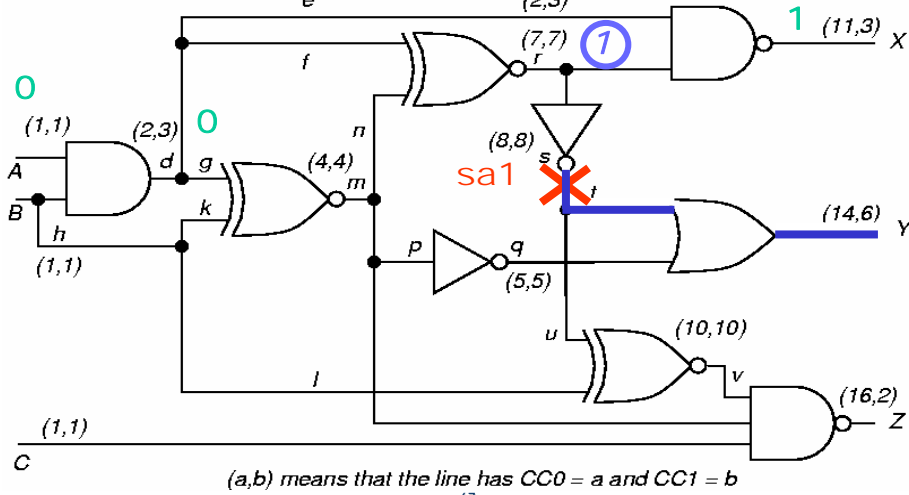 e
(2,3)
1
(11,3)
X
(7,7)
r
1
f
0
(1,1)
(2,3)
0
n
(8,8)
s
A
d
g
(4,4)
m
sa1
t
B
k
(14,6)
Y
h
(1,1)
p
q
(5,5)
u
(10,10)
l
v
(16,2)
Z
(1,1)
C
(a,b) means that the line has CC0 = a and CC1 = b